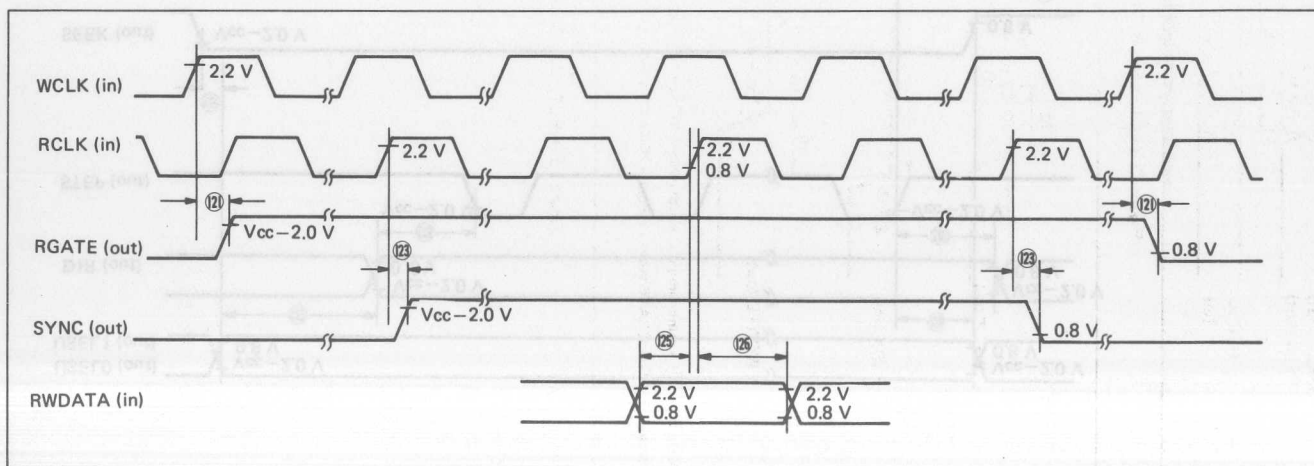 WCLK (in)
2.2 V
2.2 V
RCLK (in)
2.2 V
2.2 V
0.8 V
2.2 V
(121)
(121)
RGATE (out)
Vcc−2.0 V
0.8 V
(123)
(123)
SYNC (out)
Vcc−2.0 V
0.8 V
(125)
(126)
RWDATA (in)
2.2 V
0.8 V
2.2 V
0.8 V